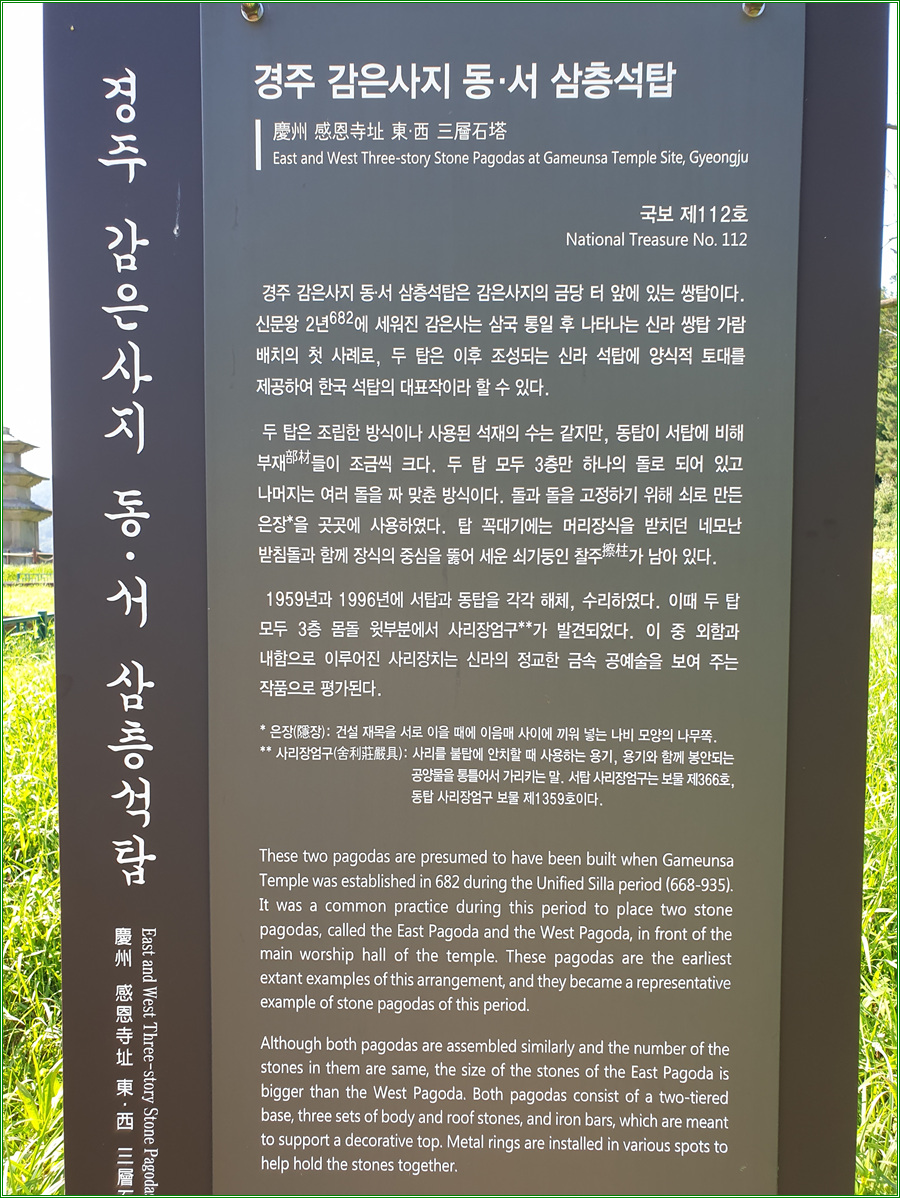 경주 감은사지 동·서 삼층석탑
慶州 感恩寺址 東·西 三層石
East and West Three-story Stone Pagodas
경주 감은사지 동·서 삼층석탑
慶州 感恩寺址 東·西 三層石塔
East and West Three-story Stone Pagodas at Gameunsa Temple Site, Gyeongju
국보 제112호
National Treasure No. 112
경주 감은사지 동·서 삼층석탑은 감은사지의 금당 터 앞에 있는 쌍탑이다.
신문왕 2년682에 세워진 감은사는 삼국 통일 후 나타나는 신라 쌍탑 가람
배치의 첫 사례로, 두 탑은 이후 조성되는 신라 석탑에 양식적 토대를
제공하여 한국 석탑의 대표작이라 할 수 있다.
두 탑은 조립한 방식이나 사용된 석재의 수는 같지만, 동탑이 서탑에 비해
부재部材들이 조금씩 크다. 두 탑 모두 3층만 하나의 돌로 되어 있고
나머지는 여러 돌을 짜 맞춘 방식이다. 돌과 돌을 고정하기 위해 쇠로 만든
은장*을 곳곳에 사용하였다. 탑 꼭대기에는 머리장식을 받치던 네모난
받침돌과 함께 장식의 중심을 뚫어 세운 쇠기둥인 찰주擦柱가 남아 있다.
1959년과 1996년에 서탑과 동탑을 각각 해체, 수리하였다. 이때 두 탑
모두 3층 몸돌 윗부분에서 사리장엄구**가 발견되었다. 이 중 외함과
내함으로 이루어진 사리장치는 신라의 정교한 금속 공예술을 보여 주는
작품으로 평가된다.
* 은장(隱장): 건설 재목을 서로 이을 때에 이음매 사이에 끼워 넣는 나비 모양의 나무쪽.
** 사리장엄구(舍利莊嚴具): 사리를 불탑에 안치할 때 사용하는 용기, 용기와 함께 봉안되는
공양물을 통틀어서 가리키는 말. 서탑 사리장엄구는 보물 제366호,
동탑 사리장엄구 보물 제1359호이다.
These two pagodas are presumed to have been built when Gameunsa
Temple was established in 682 during the Unified Silla period (668-935).
It was a common practice during this period to place two stone
pagodas, called the East Pagoda and the West Pagoda, in front of the
main worship hall of the temple. These pagodas are the earliest
extant examples of this arrangement, and they became a representative
example of stone pagodas of this period.
Although both pagodas are assembled similarly and the number of the
stones in them are same, the size of the stones of the East Pagoda is
bigger than the West Pagoda. Both pagodas consist of a two-tiered
base, three sets of body and roof stones, and iron bars, which are meant
to support a decorative top. Metal rings are installed in various spots to
help hold the stones together.